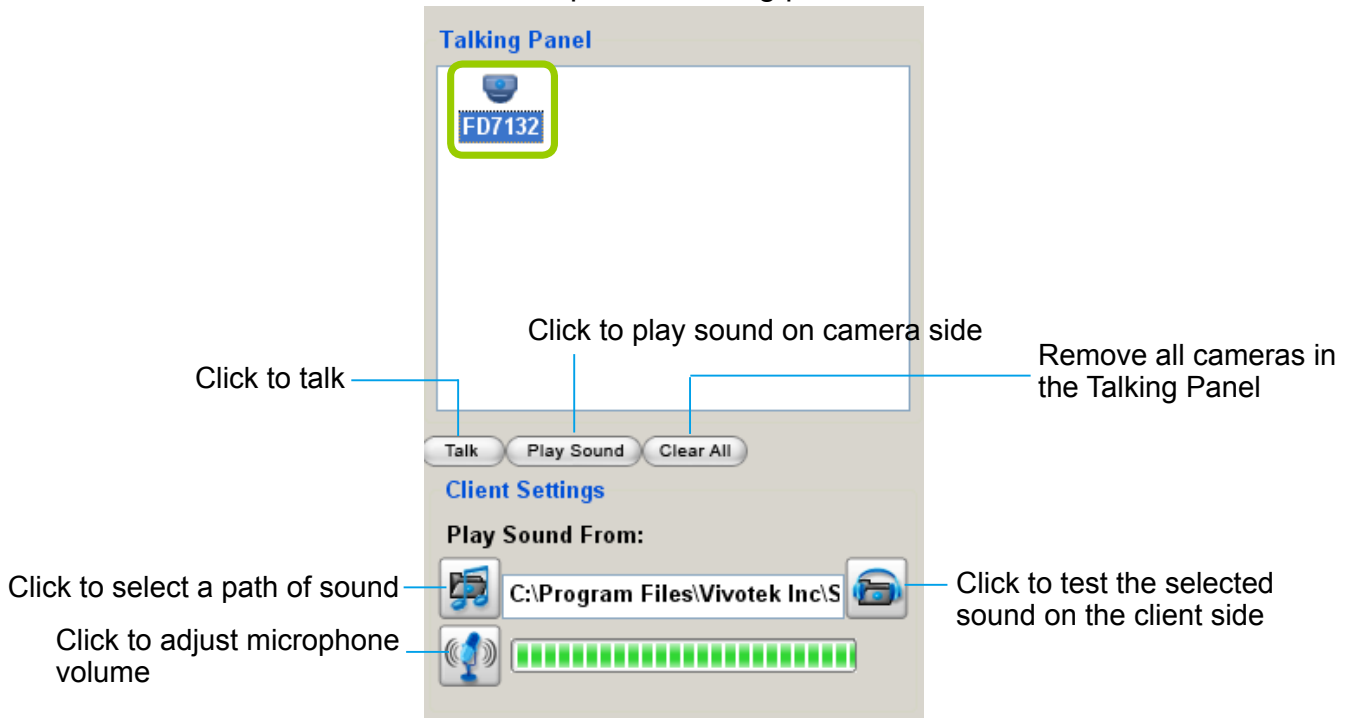 Talking Panel
FD7132
Click to play sound on camera side
Click to talk
Remove all cameras in
the Talking Panel
Talk
Play Sound
Clear All
Client Settings
Play Sound From:
Click to select a path of sound
C:\Program Files\Vivotek Inc\S
Click to test the selected
sound on the client side
Click to adjust microphone
volume